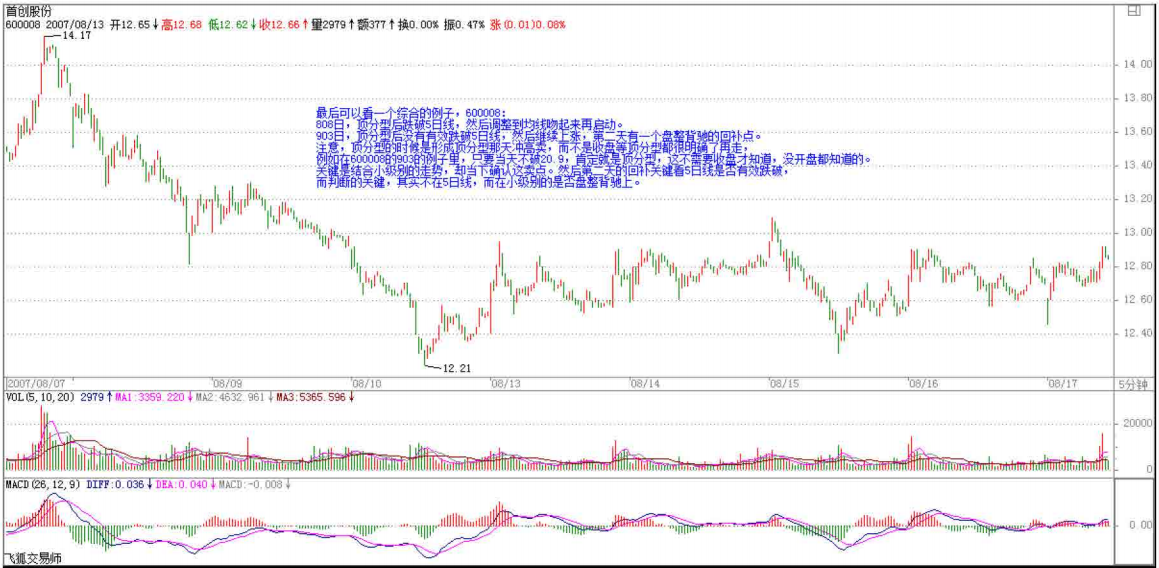 首创股份
600008 2007/08/13 开12.65↓高12.68 低12.62↓收12.66↑量2979↑额377↑换0.00% 振0.47% 涨(0.01)0.08%
14.17
14.00
13.80
最后可以看一个综合的例子，600008：
808日，顶分型后跌破5日线，然后调整到均线吻起来再启动。
903日，顶分型后没有有效跌破5日线，然后继续上涨，第二天有一个盘整背驰的回补点。
13.60
注意，顶分型的时候是形成顶分型那天冲高卖，而不是收盘等顶分型都很明确了再走，
例如在600008的903的例子里，只要当天不破20.9，肯定就是顶分型，这不需要收盘才知道，没开盘都知道的。
13.40
关键是结合小级别的走势，却当下确认这卖点。然后第二天的回补关键看5日线是否有效跌破，
而判断的关键，其实不在5日线，而在小级别的是否盘整背驰上。
13.20
13.00
12.80
12.60
12.40
12.21
2007/08/07 08/09 08/10 08/13 08/14 08/15 08/16 08/17 5分钟
VOL(5,10,20) 2979↑MA1:3359.220↓MA2:4632.961↓MA3:5365.596↓
20000
0
MACD(26,12,9) DIFF:0.036↓DEA:0.040↓MACD:-0.008↓
0.00
飞狐交易师